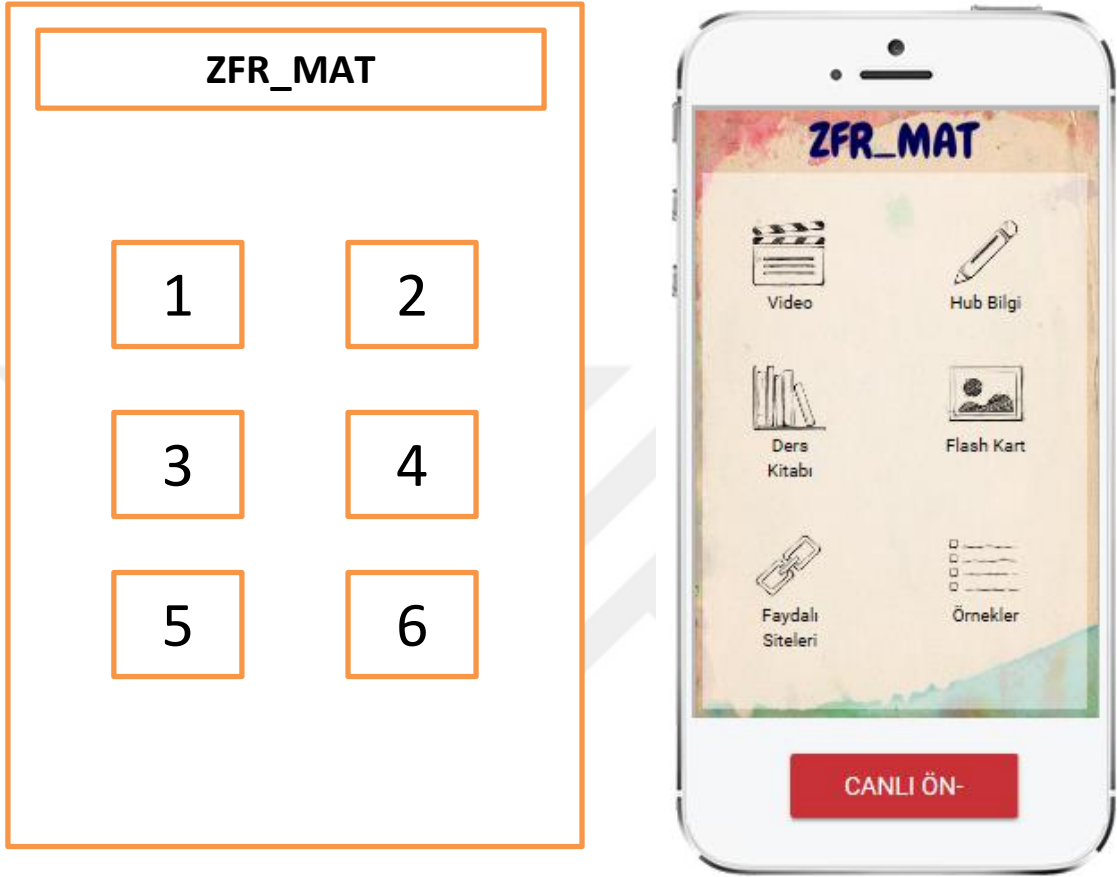 ZFR_MAT
1 2
3 4
5 6
ZFR_MAT
Video Hub Bilgi
Ders
Kitabı
Flash Kart
Faydalı
Siteleri
Örnekler
CANLI ÖN-